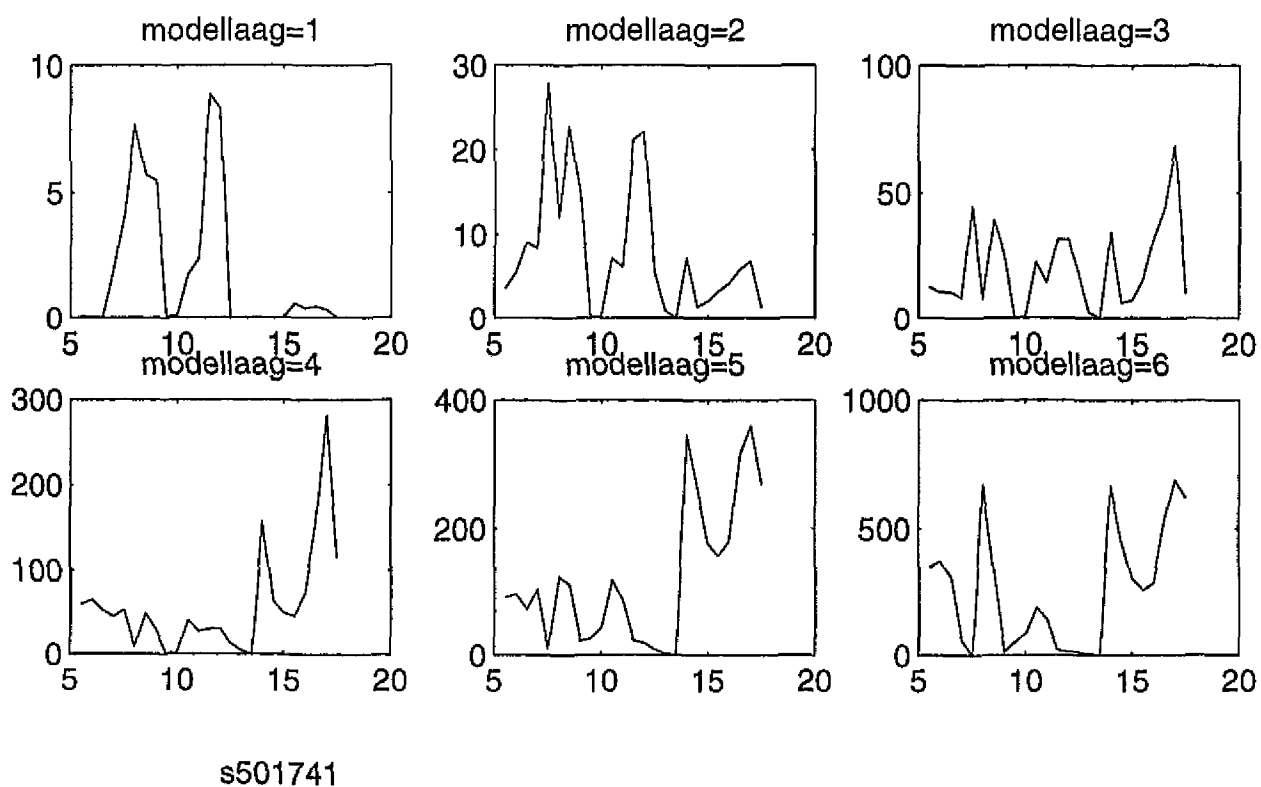 modellaag=1 modellaag=2 modellaag=3
10 30 100
20
5 50
10
0 0 0
5 10 15 20 5 10 15 20 5 10 15 20
modellaag=4 modellaag=5 modellaag=6
300 400 1000
200
200 500
100
0 0 0
5 10 15 20 5 10 15 20 5 10 15 20
s501741